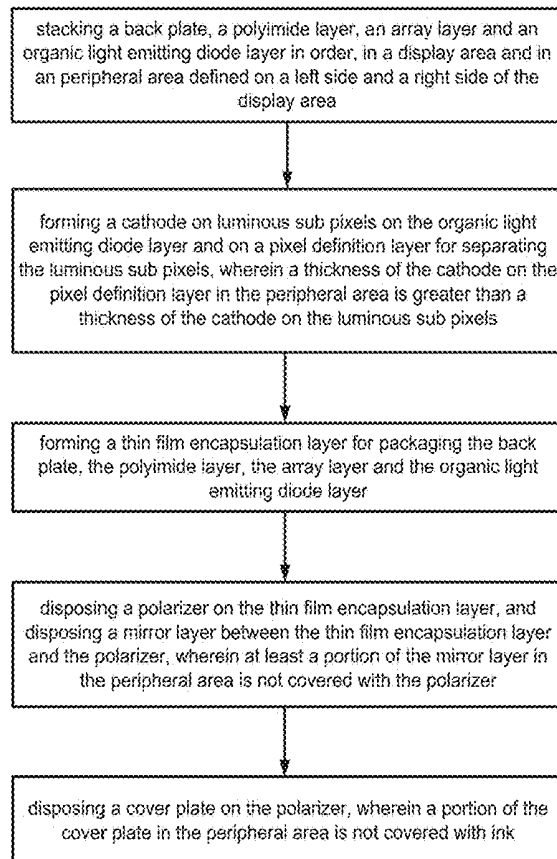 stacking a back plate, a polyimide layer, an array layer and an
organic light emitting diode layer in order, in a display area and in
an peripheral area defined on a left side and a right side of the
display area
forming a cathode on luminous sub pixels on the organic light
emitting diode layer and on a pixel definition layer for separating
the luminous sub pixels, wherein a thickness of the cathode on the
pixel definition layer in the peripheral area is greater than a
thickness of the cathode on the luminous sub pixels
forming a thin film encapsulation layer for packaging the back
plate, the polyimide layer, the array layer and the organic light
emitting diode layer
disposing a polarizer on the thin film encapsulation layer, and
disposing a mirror layer between the thin film encapsulation layer
and the polarizer, wherein at least a portion of the mirror layer in
the peripheral area is not covered with the polarizer
disposing a cover plate on the polarizer, wherein a portion of the
cover plate in the peripheral area is not covered with ink